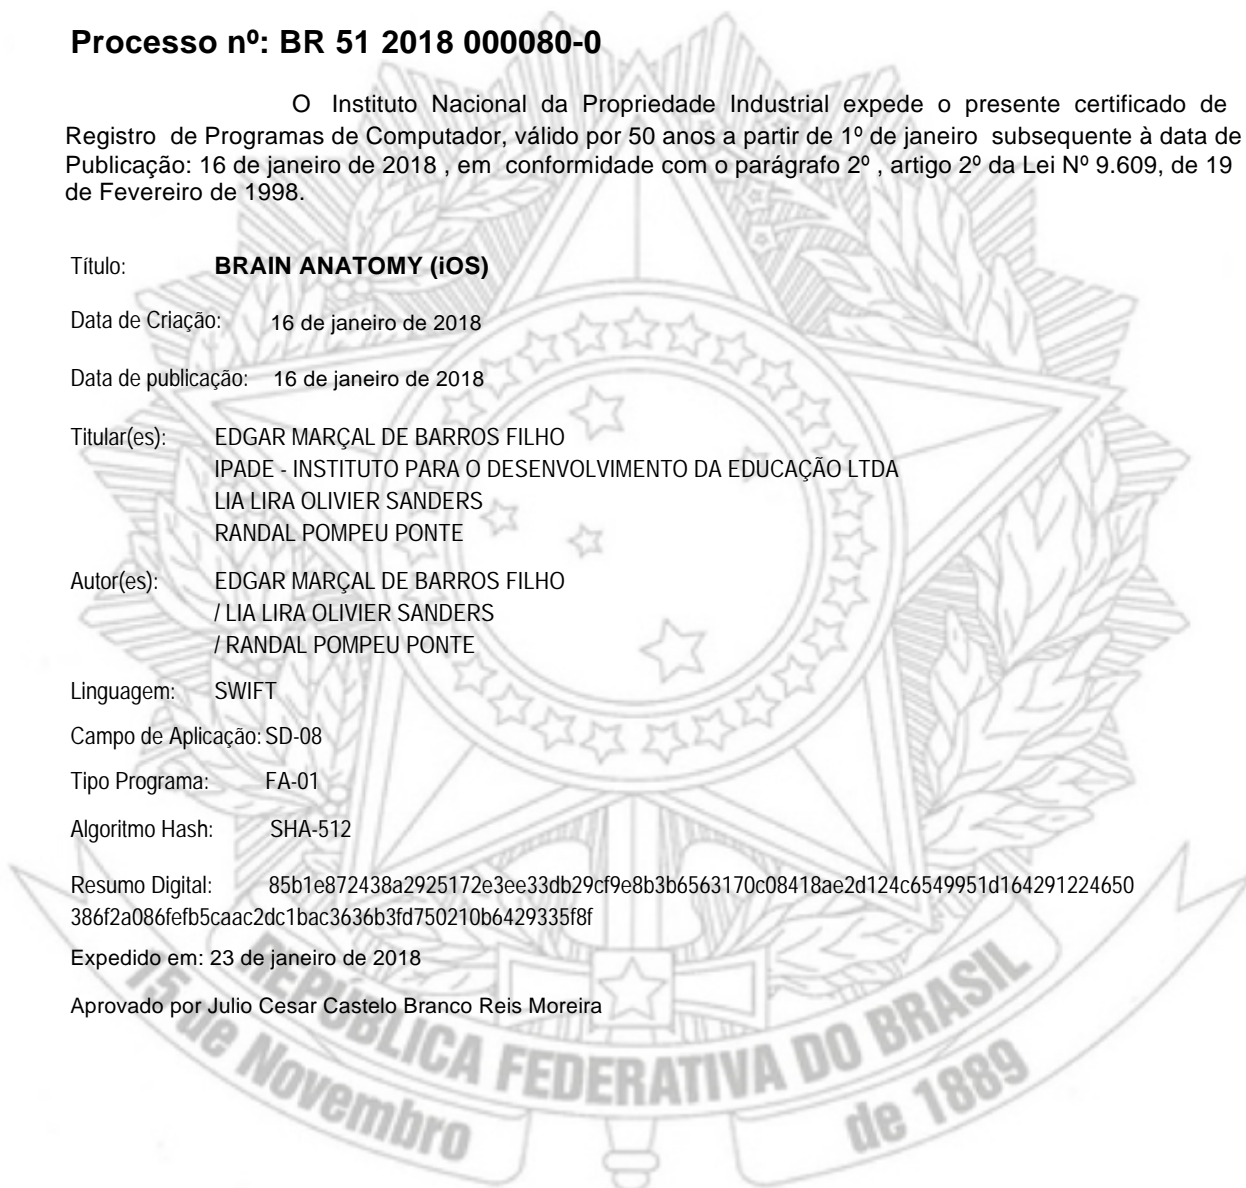 Processo nº: BR 51 2018 000080-0
O Instituto Nacional da Propriedade Industrial expede o presente certificado de
Registro de Programas de Computador, válido por 50 anos a partir de 1º de janeiro subsequente à data de
Publicação: 16 de janeiro de 2018 , em conformidade com o parágrafo 2º , artigo 2º da Lei Nº 9.609, de 19
de Fevereiro de 1998.
Título: BRAIN ANATOMY (iOS)
Data de Criação: 16 de janeiro de 2018
Data de publicação: 16 de janeiro de 2018
Titular(es): EDGAR MARÇAL DE BARROS FILHO
IPADE - INSTITUTO PARA O DESENVOLVIMENTO DA EDUCAÇÃO LTDA
LIA LIRA OLIVIER SANDERS
RANDAL POMPEU PONTE
Autor(es): EDGAR MARÇAL DE BARROS FILHO
/ LIA LIRA OLIVIER SANDERS
/ RANDAL POMPEU PONTE
Linguagem: SWIFT
Campo de Aplicação: SD-08
Tipo Programa: FA-01
Algoritmo Hash: SHA-512
Resumo Digital: 85b1e872438a2925172e3ee33db29cf9e8b3b6563170c08418ae2d124c6549951d164291224650
386f2a086fefb5caac2dc1bac3636b3fd750210b6429335f8f
Expedido em: 23 de janeiro de 2018
Aprovado por Julio Cesar Castelo Branco Reis Moreira
REPÚBLICA FEDERATIVA DO BRASIL
15 de Novembro de 1889